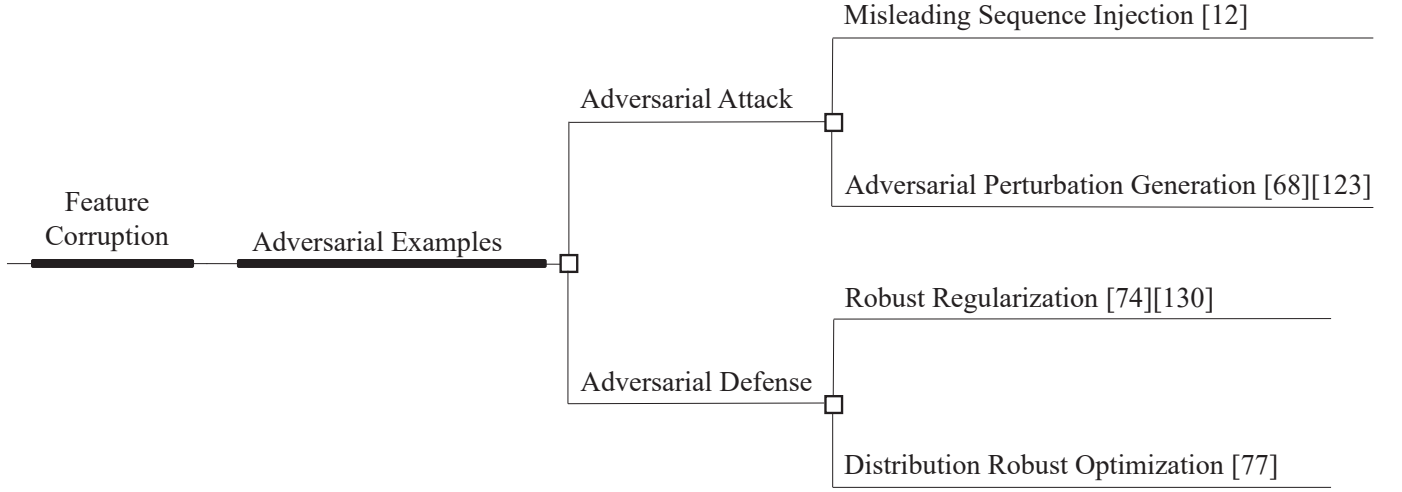 Misleading Sequence Injection [12]
Adversarial Attack
Adversarial Perturbation Generation [68][123]
Feature
Corruption
Adversarial Examples
Robust Regularization [74][130]
Adversarial Defense
Distribution Robust Optimization [77]